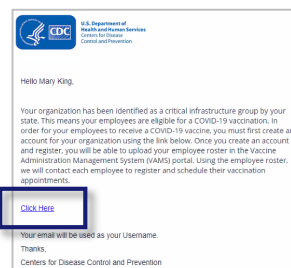 CDC
U.S. Department of
Health and Human Services
Centers for Disease
Control and Prevention
Hello Mary King,
Your organization has been identified as a critical infrastructure group by your
state. This means your employees are eligible for a COVID-19 vaccination. In
order for your employees to receive a COVID-19 vaccine, you must first create an
account for your organization using the link below. Once you create an account
and register, you will be able to upload your employee roster in the Vaccine
Administration Management System (VAMS) portal. Using the employee roster,
we will contact each employee to register and schedule their vaccination
appointments.
Click Here
Your email will be used as your Username.
Thanks,
Centers for Disease Control and Prevention